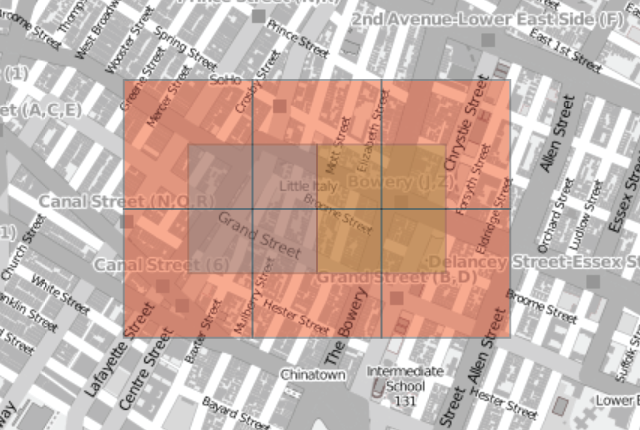 Prince Street (N,R)
2nd Avenue-Lower East Side (F)
Broome Street
Thomp
West Broadw
Wooster Street
Spring Street
Prince Street
East 1st Street
(1)
SoHo
Greene Street
Mercer Street
Crosby Street
et (A,C,E)
Mott Street
Elizabeth Street
Chrystie Street
Allen Street
Essex Stre
Little Italy
Bowery (J,Z)
Forsyth Street
Canal Street (N,Q,R)
Broome Street
Grand Street
Eldridge Street
Orchard Street
Ludlow Street
1)
Church Street
Canal Street (6)
Delancey Street-Essex St
Grand Street (B,D)
White Street
Franklin Street
Mulberry Street
Hester Street
Broome Street
Lafayette Street
Centre Street
Baxter Street
The Bowery
Allen Street
Suffolk S
Chinatown
Intermediate
School
131
Hester Street
Lower E
Bayard Street
Street
way